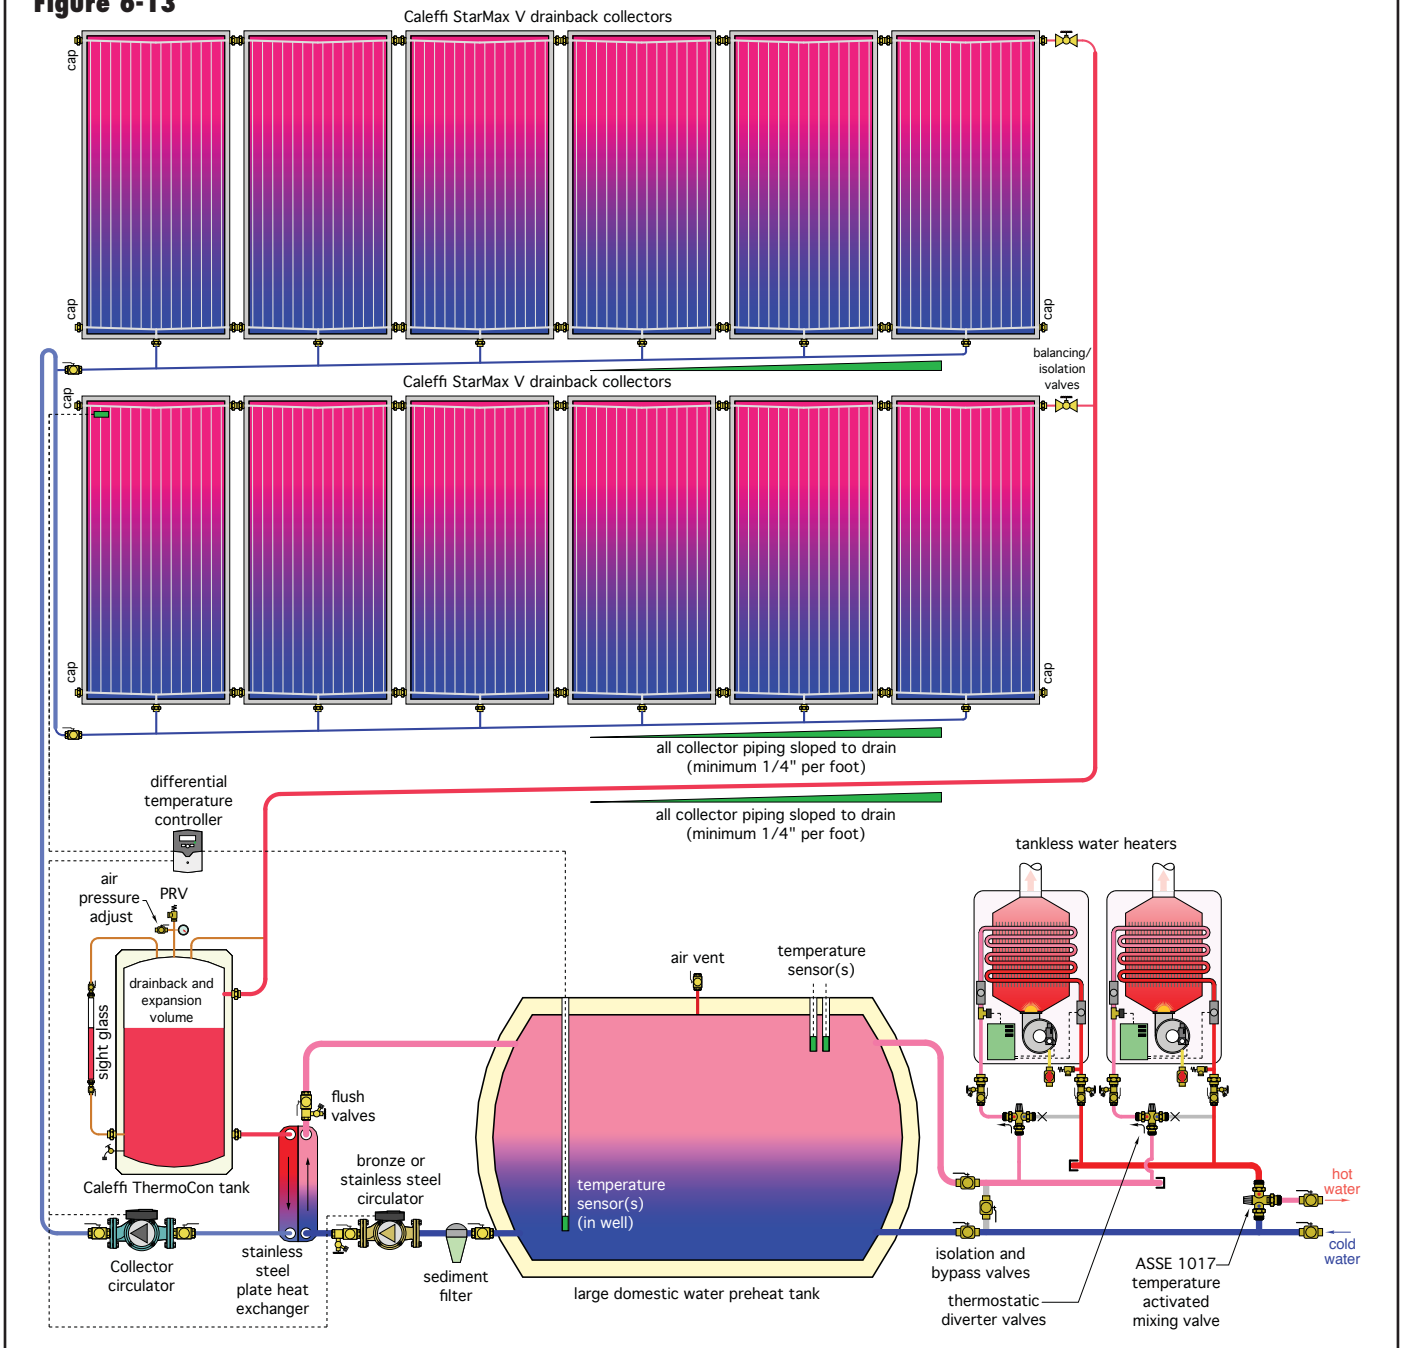 Figure 6-13
Caleffi StarMax V drainback collectors
cap
cap
cap
balancing/
isolation
valves
Caleffi StarMax V drainback collectors
cap
cap
cap
all collector piping sloped to drain
(minimum 1/4" per foot)
all collector piping sloped to drain
(minimum 1/4" per foot)
differential
temperature
controller
air
pressure
adjust
PRV
drainback and
expansion
volume
sight glass
Caleffi ThermoCon tank
flush
valves
bronze or
stainless steel
circulator
Collector
circulator
stainless
steel
plate heat
exchanger
sediment
filter
air vent
temperature
sensor(s)
temperature
sensor(s)
(in well)
large domestic water preheat tank
tankless water heaters
isolation and
bypass valves
thermostatic
diverter valves
ASSE 1017
temperature
activated
mixing valve
hot
water
cold
water